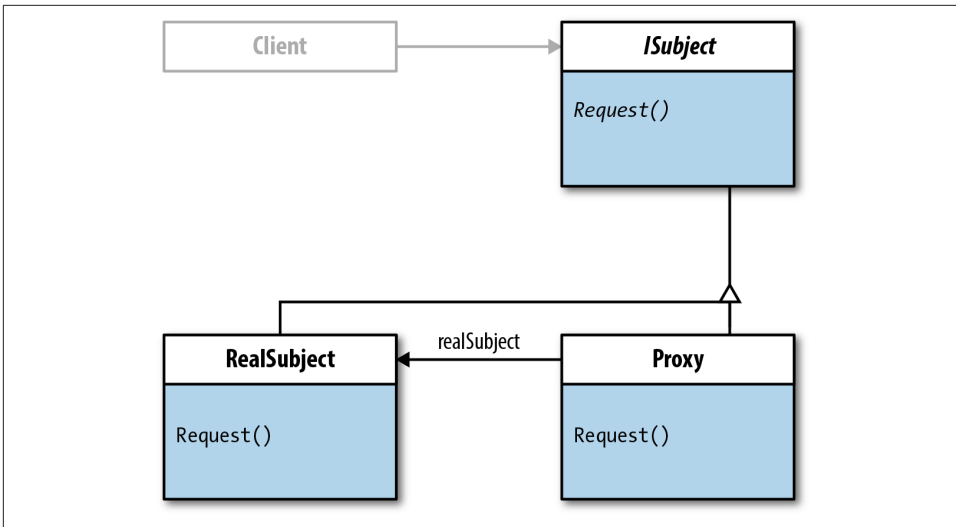 Client
ISubject
Request()
realSubject
RealSubject
Proxy
Request()
Request()